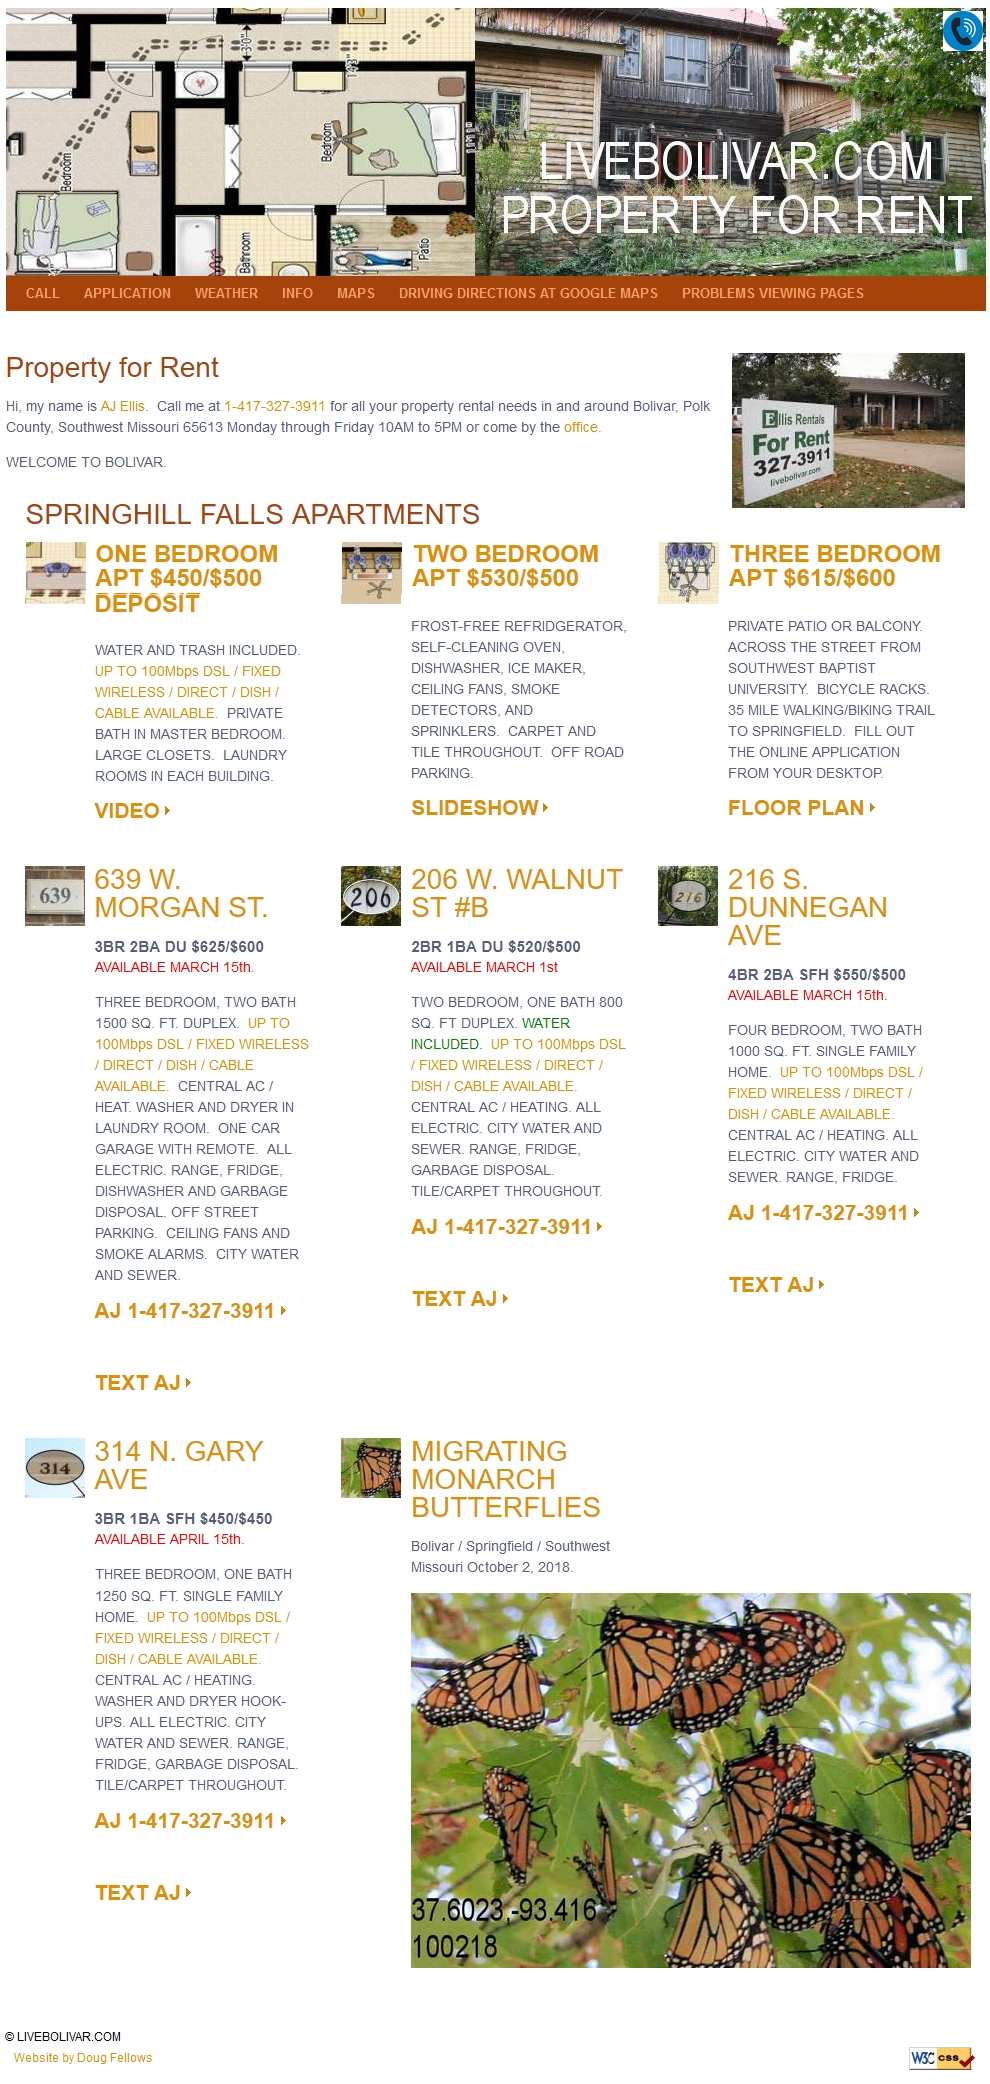 3'0"
14'3"
Bedroom
Bedroom
Bathroom
Patio
LIVEBOLIVAR.COM
PROPERTY FOR RENT
CALL APPLICATION WEATHER INFO MAPS DRIVING DIRECTIONS AT GOOGLE MAPS PROBLEMS VIEWING PAGES
Property for Rent
Hi, my name is AJ Ellis.  Call me at 1-417-327-3911 for all your property rental needs in and around Bolivar, Polk
County, Southwest Missouri 65613 Monday through Friday 10AM to 5PM or come by the office.
WELCOME TO BOLIVAR.
Ellis Rentals
For Rent
327-3911
livebolivar.com
SPRINGHILL FALLS APARTMENTS
ONE BEDROOM
APT $450/$500
DEPOSIT
WATER AND TRASH INCLUDED.
UP TO 100Mbps DSL / FIXED
WIRELESS / DIRECT / DISH /
CABLE AVAILABLE.  PRIVATE
BATH IN MASTER BEDROOM.
LARGE CLOSETS.  LAUNDRY
ROOMS IN EACH BUILDING.
VIDEO
TWO BEDROOM
APT $530/$500
FROST-FREE REFRIDGERATOR,
SELF-CLEANING OVEN,
DISHWASHER, ICE MAKER,
CEILING FANS, SMOKE
DETECTORS, AND
SPRINKLERS.  CARPET AND
TILE THROUGHOUT.  OFF ROAD
PARKING.
SLIDESHOW
THREE BEDROOM
APT $615/$600
PRIVATE PATIO OR BALCONY.
ACROSS THE STREET FROM
SOUTHWEST BAPTIST
UNIVERSITY.  BICYCLE RACKS.
35 MILE WALKING/BIKING TRAIL
TO SPRINGFIELD.  FILL OUT
THE ONLINE APPLICATION
FROM YOUR DESKTOP.
FLOOR PLAN
639
639 W.
MORGAN ST.
3BR 2BA DU $625/$600
AVAILABLE MARCH 15th.
THREE BEDROOM, TWO BATH
1500 SQ. FT. DUPLEX.  UP TO
100Mbps DSL / FIXED WIRELESS
/ DIRECT / DISH / CABLE
AVAILABLE.  CENTRAL AC /
HEAT. WASHER AND DRYER IN
LAUNDRY ROOM.  ONE CAR
GARAGE WITH REMOTE.  ALL
ELECTRIC. RANGE, FRIDGE,
DISHWASHER AND GARBAGE
DISPOSAL. OFF STREET
PARKING.  CEILING FANS AND
SMOKE ALARMS.  CITY WATER
AND SEWER.
AJ 1-417-327-3911
TEXT AJ
206
206 W. WALNUT
ST #B
2BR 1BA DU $520/$500
AVAILABLE MARCH 1st
TWO BEDROOM, ONE BATH 800
SQ. FT DUPLEX. WATER
INCLUDED.  UP TO 100Mbps DSL
/ FIXED WIRELESS / DIRECT /
DISH / CABLE AVAILABLE.
CENTRAL AC / HEATING. ALL
ELECTRIC. CITY WATER AND
SEWER. RANGE, FRIDGE,
GARBAGE DISPOSAL.
TILE/CARPET THROUGHOUT.
AJ 1-417-327-3911
TEXT AJ
216
216 S.
DUNNEGAN
AVE
4BR 2BA SFH $550/$500
AVAILABLE MARCH 15th.
FOUR BEDROOM, TWO BATH
1000 SQ. FT. SINGLE FAMILY
HOME.  UP TO 100Mbps DSL /
FIXED WIRELESS / DIRECT /
DISH / CABLE AVAILABLE.
CENTRAL AC / HEATING. ALL
ELECTRIC. CITY WATER AND
SEWER. RANGE, FRIDGE.
AJ 1-417-327-3911
TEXT AJ
314
314 N. GARY
AVE
3BR 1BA SFH $450/$450
AVAILABLE APRIL 15th.
THREE BEDROOM, ONE BATH
1250 SQ. FT. SINGLE FAMILY
HOME.  UP TO 100Mbps DSL /
FIXED WIRELESS / DIRECT /
DISH / CABLE AVAILABLE.
CENTRAL AC / HEATING.
WASHER AND DRYER HOOK-
UPS. ALL ELECTRIC. CITY
WATER AND SEWER. RANGE,
FRIDGE, GARBAGE DISPOSAL.
TILE/CARPET THROUGHOUT.
AJ 1-417-327-3911
TEXT AJ
MIGRATING
MONARCH
BUTTERFLIES
Bolivar / Springfield / Southwest
Missouri October 2, 2018.
37.6023,-93.416
100218
© LIVEBOLIVAR.COM
Website by Doug Fellows
W3C css